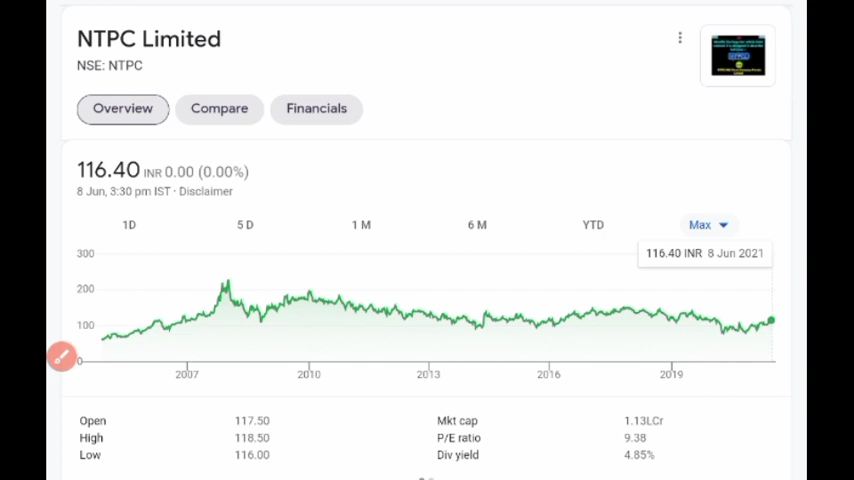 NTPC Limited
NSE: NTPC
Overview Compare Financials
116.40 INR 0.00 (0.00%)
8 Jun, 3:30 pm IST · Disclaimer
1D 5 D 1 M 6 M YTD Max
116.40 INR 8 Jun 2021
300
200
100
0
2007 2010 2013 2016 2019
Open 117.50 Mkt cap 1.13LCr
High 118.50 P/E ratio 9.38
Low 116.00 Div yield 4.85%